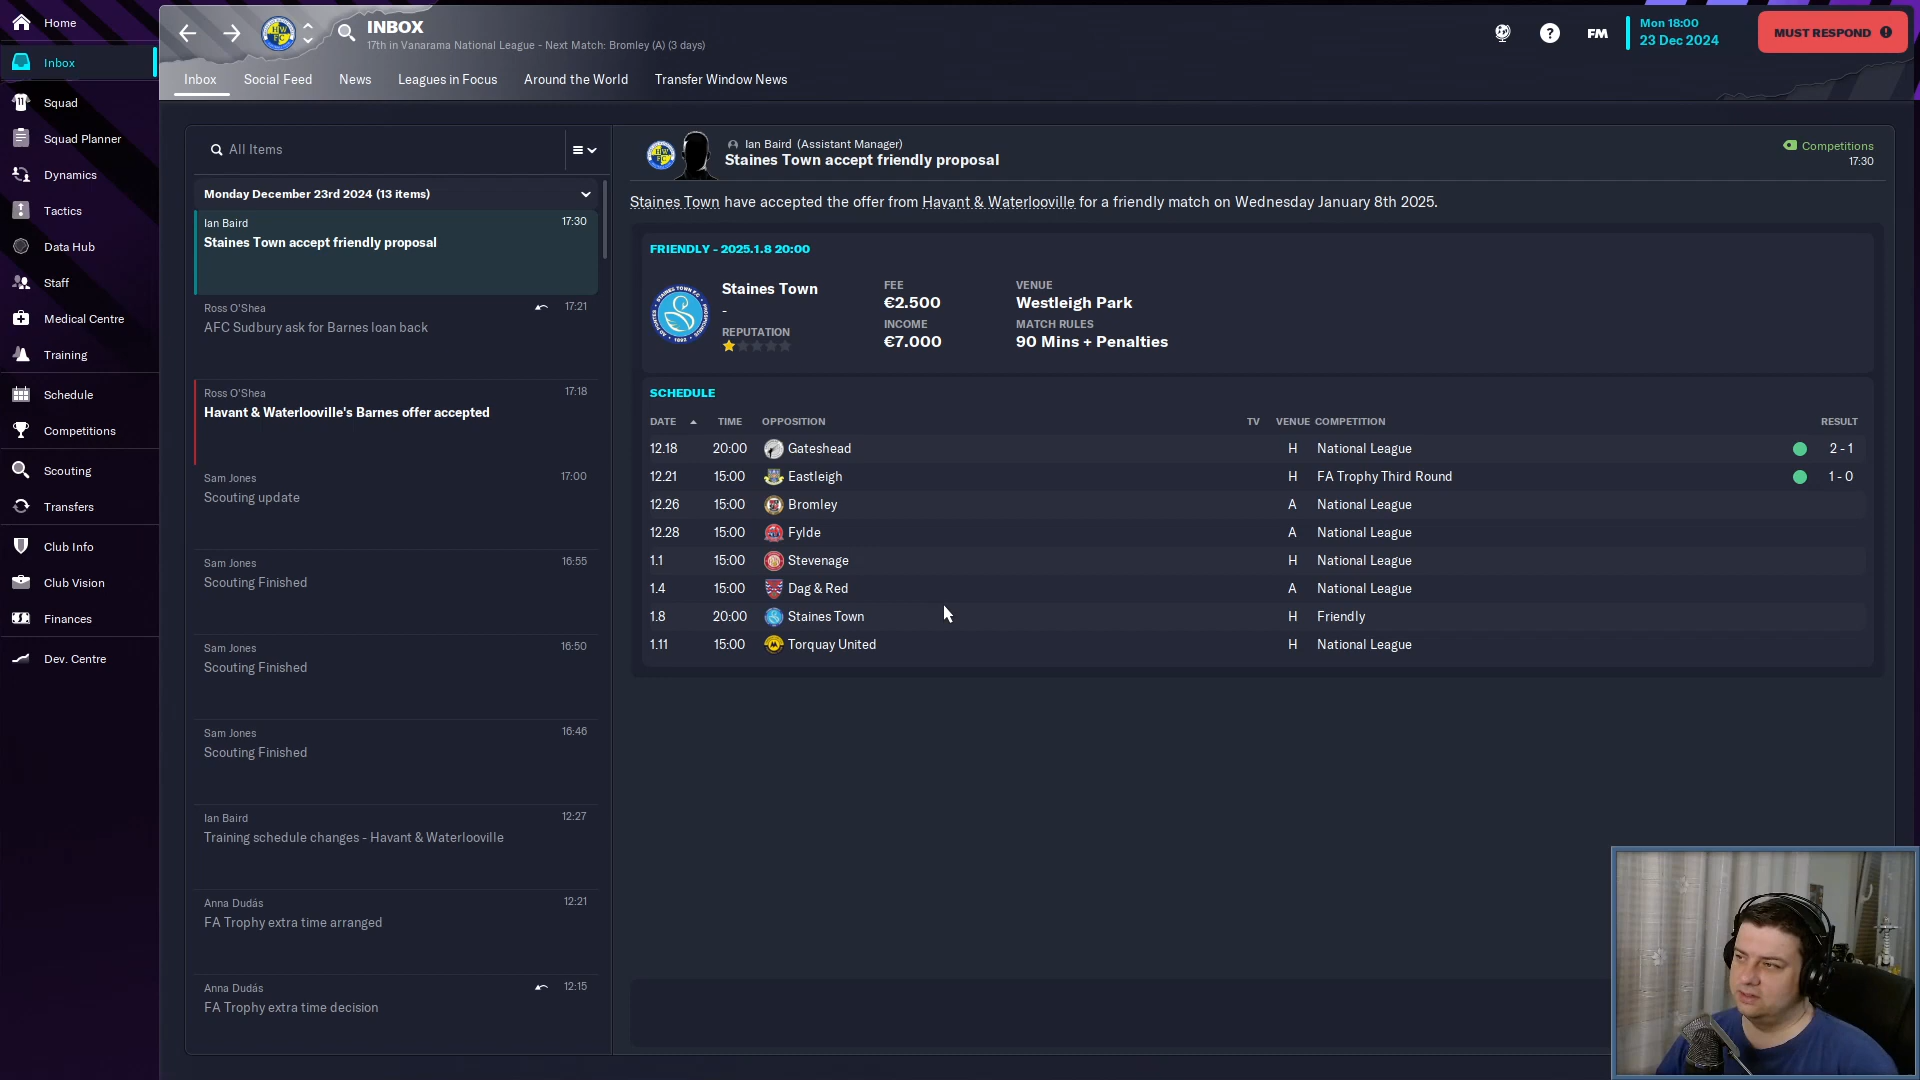 Home
Inbox
Squad
Squad Planner
Dynamics
Tactics
Data Hub
Staff
Medical Centre
Training
Schedule
Competitions
Scouting
Transfers
Club Info
Club Vision
Finances
Dev. Centre
INBOX
17th in Vanarama National League - Next Match: Bromley (A) (3 days)
FM
Mon 18:00
23 Dec 2024
MUST RESPOND
Inbox Social Feed News Leagues in Focus Around the World Transfer Window News
All Items
Monday December 23rd 2024 (13 items)
Ian Baird 17:30
Staines Town accept friendly proposal
Ross O'Shea 17:21
AFC Sudbury ask for Barnes loan back
Ross O'Shea 17:18
Havant & Waterlooville's Barnes offer accepted
Sam Jones 17:00
Scouting update
Sam Jones 16:55
Scouting Finished
Sam Jones 16:50
Scouting Finished
Sam Jones 16:46
Scouting Finished
Ian Baird 12:27
Training schedule changes - Havant & Waterlooville
Anna Dudás 12:21
FA Trophy extra time arranged
Anna Dudás 12:15
FA Trophy extra time decision
Ian Baird (Assistant Manager)
Staines Town accept friendly proposal
Competitions
17:30
Staines Town have accepted the offer from Havant & Waterlooville for a friendly match on Wednesday January 8th 2025.
FRIENDLY - 2025.1.8 20:00
Staines Town
-
REPUTATION
FEE
€2.500
INCOME
€7.000
VENUE
Westleigh Park
MATCH RULES
90 Mins + Penalties
SCHEDULE
DATE TIME OPPOSITION TV VENUE COMPETITION RESULT
12.18 20:00 Gateshead H National League 2 - 1
12.21 15:00 Eastleigh H FA Trophy Third Round 1 - 0
12.26 15:00 Bromley A National League
12.28 15:00 Fylde A National League
1.1 15:00 Stevenage H National League
1.4 15:00 Dag & Red A National League
1.8 20:00 Staines Town H Friendly
1.11 15:00 Torquay United H National League